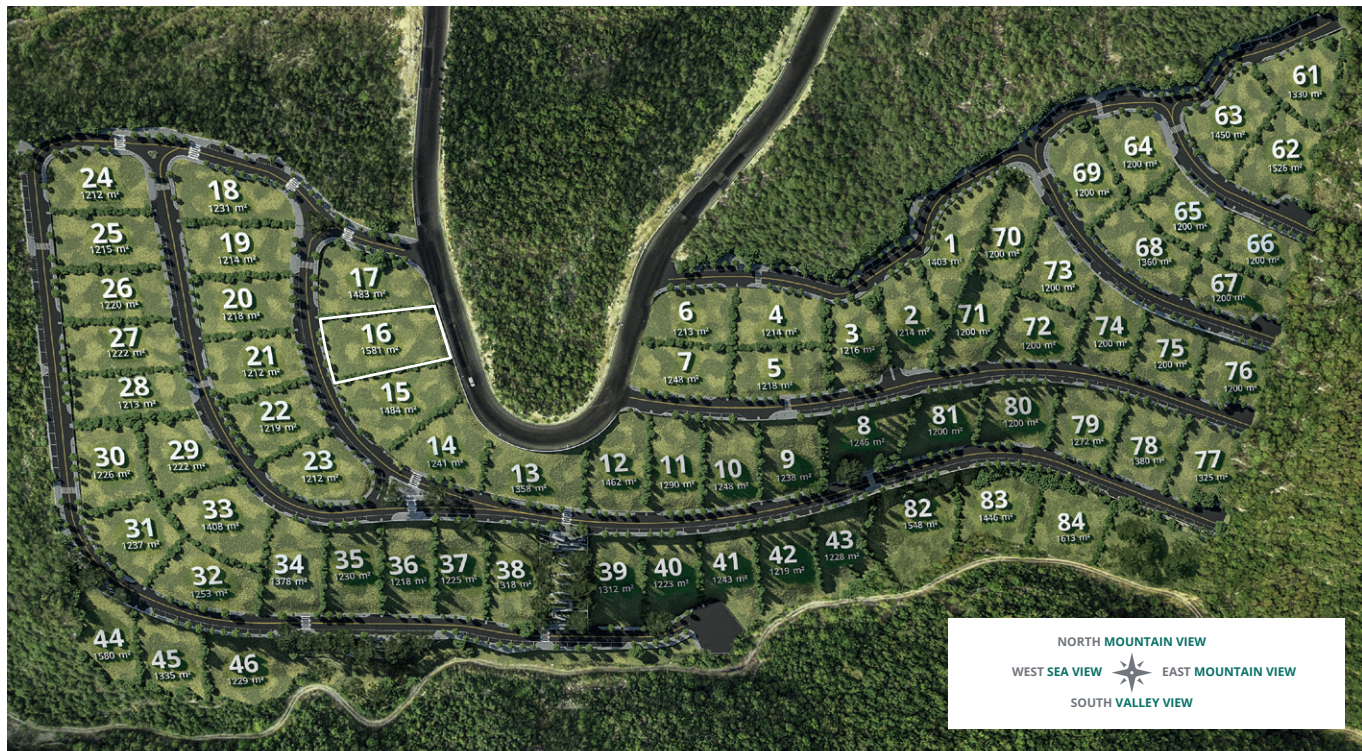 61
1330 m²
63
1450 m²
64
1200 m²
62
1526 m²
69
1200 m²
24
1212 m²
18
1231 m²
65
1200 m²
25
1215 m²
19
1214 m²
1
1403 m²
70
1200 m²
68
1360 m²
66
1200 m²
17
1483 m²
73
1200 m²
67
1200 m²
26
1220 m²
20
1218 m²
6
1213 m²
4
1214 m²
2
1214 m²
71
1200 m²
72
1200 m²
74
1200 m²
16
1581 m²
3
1216 m²
27
1222 m²
21
1212 m²
7
1248 m²
5
1218 m²
75
1200 m²
76
1200 m²
28
1213 m²
15
1484 m²
22
1219 m²
8
1246 m²
81
1200 m²
80
1200 m²
79
1272 m²
14
1241 m²
78
1380 m²
30
1226 m²
29
1222 m²
23
1212 m²
13
1358 m²
12
1462 m²
11
1290 m²
10
1248 m²
9
1238 m²
77
1325 m²
33
1408 m²
82
1548 m²
83
1446 m²
84
1613 m²
31
1237 m²
32
1253 m²
34
1378 m²
35
1230 m²
36
1218 m²
37
1225 m²
38
1318 m²
39
1312 m²
40
1223 m²
41
1243 m²
42
1219 m²
43
1228 m²
44
1580 m²
45
1335 m²
46
1229 m²
NORTH MOUNTAIN VIEW
WEST SEA VIEW
EAST MOUNTAIN VIEW
SOUTH VALLEY VIEW